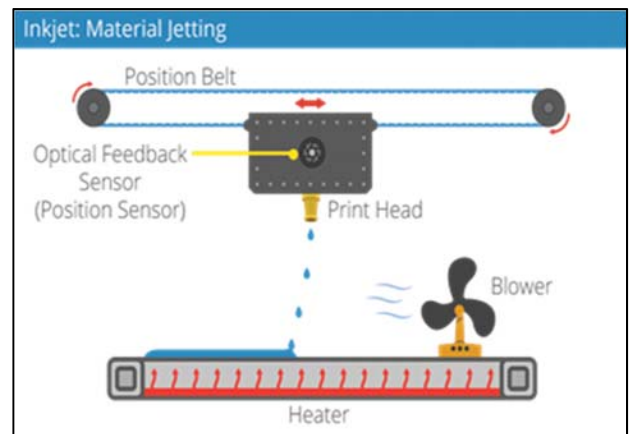 Inkjet: Material Jetting
Position Belt
Optical Feedback
Sensor
(Position Sensor)
Print Head
Blower
Heater